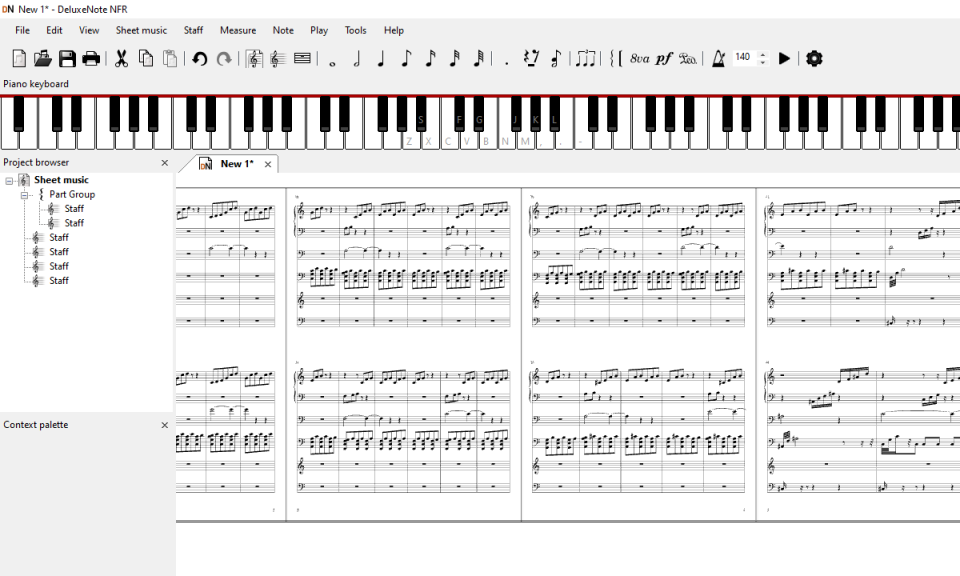 DN New 1* - DeluxeNote NFR
File Edit View Sheet music Staff Measure Note Play Tools Help
8va pf 140
Piano keyboard
S F G J K L
Z X C V B N M , . -
Project browser
DN New 1*
Sheet music
Part Group
Staff
Staff
Staff
Staff
Staff
Staff
Context palette